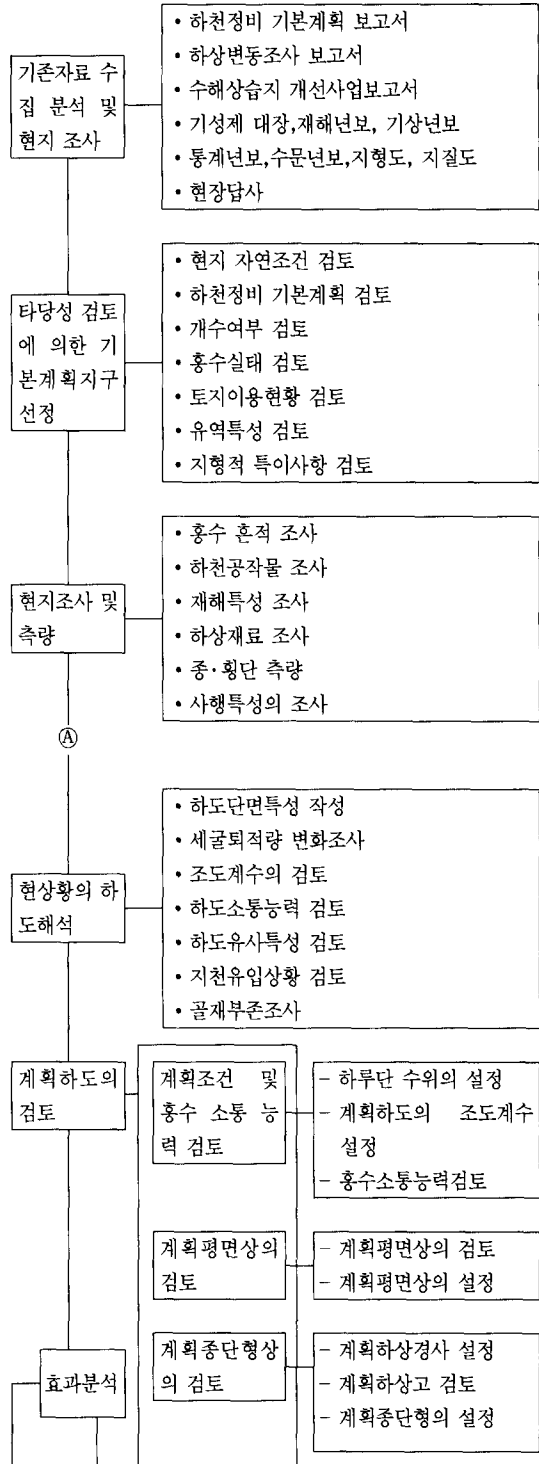 기존자료 수
집 분석 및
현지 조사
• 하천정비 기본계획 보고서
• 하상변동조사 보고서
• 수해상습지 개선사업보고서
• 기성제 대장,재해년보, 기상년보
• 통계년보,수문년보,지형도, 지질도
• 현장답사
타당성 검토
에 의한 기
본계획지구
선정
• 현지 자연조건 검토
• 하천정비 기본계획 검토
• 개수여부 검토
• 홍수실태 검토
• 토지이용현황 검토
• 유역특성 검토
• 지형적 특이사항 검토
현지조사 및
측량
• 홍수 흔적 조사
• 하천공작물 조사
• 재해특성 조사
• 하상재료 조사
• 종·횡단 측량
• 사행특성의 조사
Ⓐ
현상황의 하
도해석
• 하도단면특성 작성
• 세굴퇴적량 변화조사
• 조도계수의 검토
• 하도소통능력 검토
• 하도유사특성 검토
• 지천유입상황 검토
• 골재부존조사
계획하도의
검토
계획조건 및
홍수 소통 능
력 검토
– 하루단 수위의 설정
– 계획하도의 조도계수
설정
– 홍수소통능력검토
계획평면상의
검토
– 계획평면상의 검토
– 계획평면상의 설정
계획종단형상
의 검토
– 계획하상경사 설정
– 계획하상고 검토
– 계획종단형의 설정
효과분석